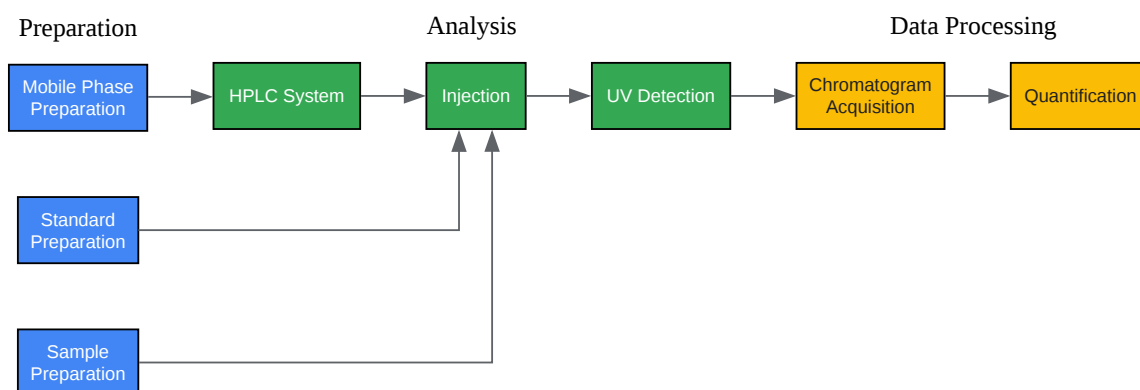 Preparation
Analysis
Data Processing
Mobile Phase
Preparation
HPLC System
Injection
UV Detection
Chromatogram
Acquisition
Quantification
Standard
Preparation
Sample
Preparation